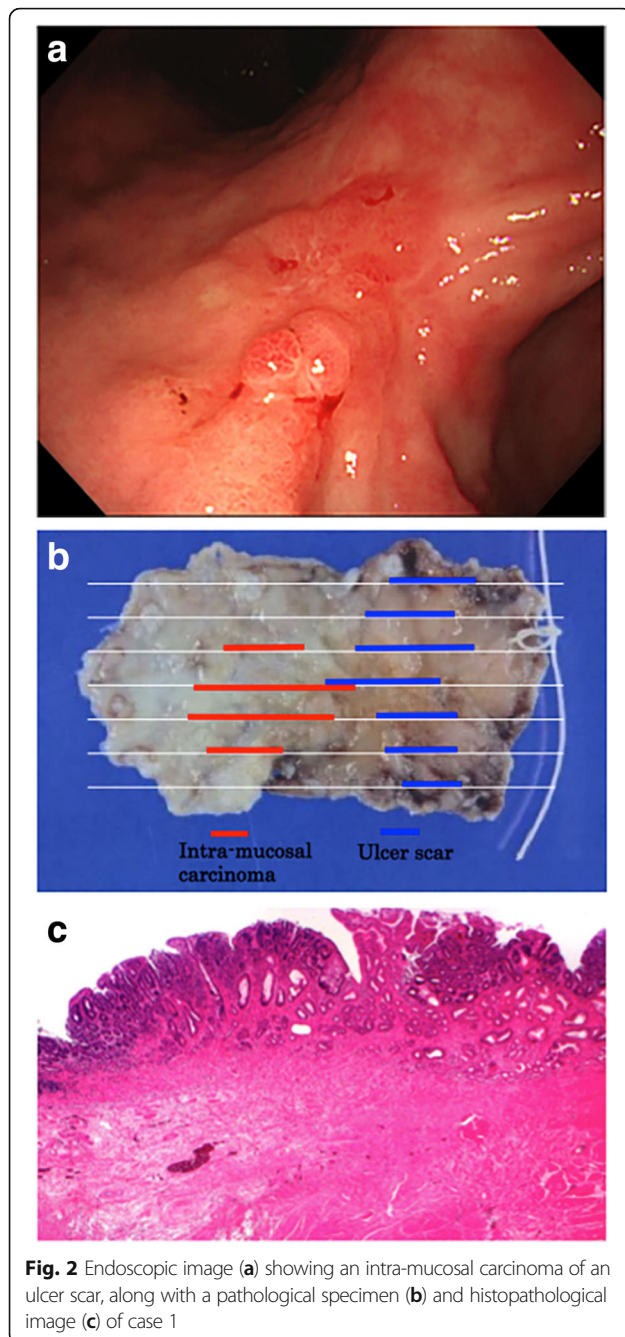 a
b
Intra-mucosal
carcinoma
Ulcer scar
c
Fig. 2 Endoscopic image (a) showing an intra-mucosal carcinoma of an
ulcer scar, along with a pathological specimen (b) and histopathological
image (c) of case 1